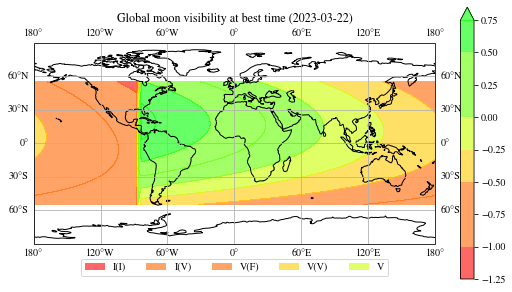 Global moon visibility at best time (2023-03-22)
180° 120°W 60°W 0° 60°E 120°E 180°
60°N 60°N
30°N 30°N
0° 0°
30°S 30°S
60°S 60°S
180° 120°W 60°W 0° 60°E 120°E 180°
I(I) I(V) V(F) V(V) V
0.75
0.50
0.25
0.00
−0.25
−0.50
−0.75
−1.00
−1.25